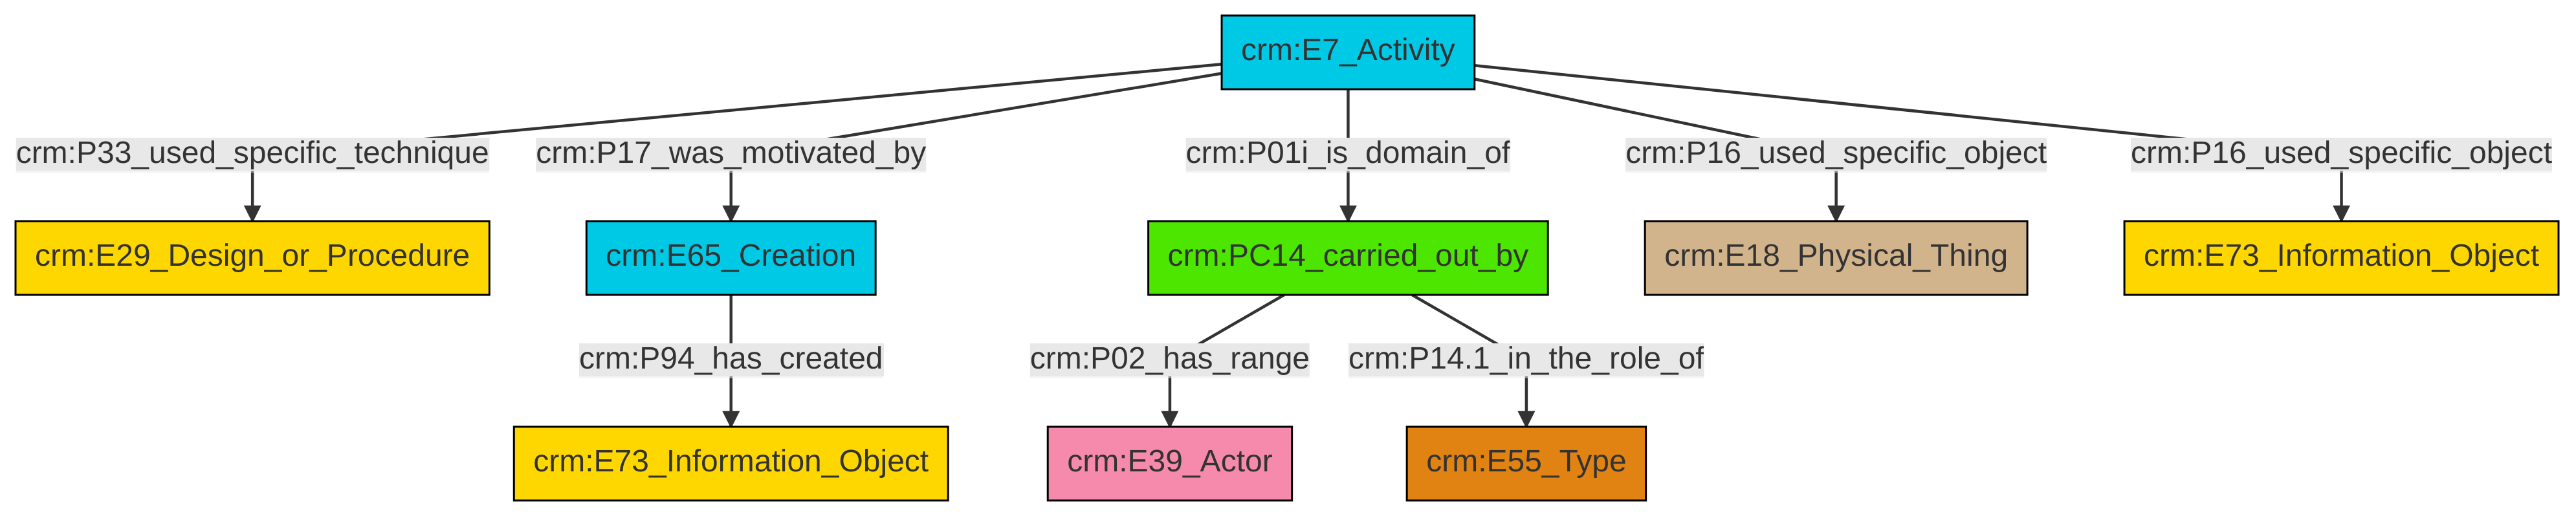 crm:E7_Activity
crm:P33_used_specific_technique
crm:P17_was_motivated_by
crm:P01i_is_domain_of
crm:P16_used_specific_object
crm:P16_used_specific_object
crm:E29_Design_or_Procedure
crm:E65_Creation
crm:PC14_carried_out_by
crm:E18_Physical_Thing
crm:E73_Information_Object
crm:P94_has_created
crm:P02_has_range
crm:P14.1_in_the_role_of
crm:E73_Information_Object
crm:E39_Actor
crm:E55_Type